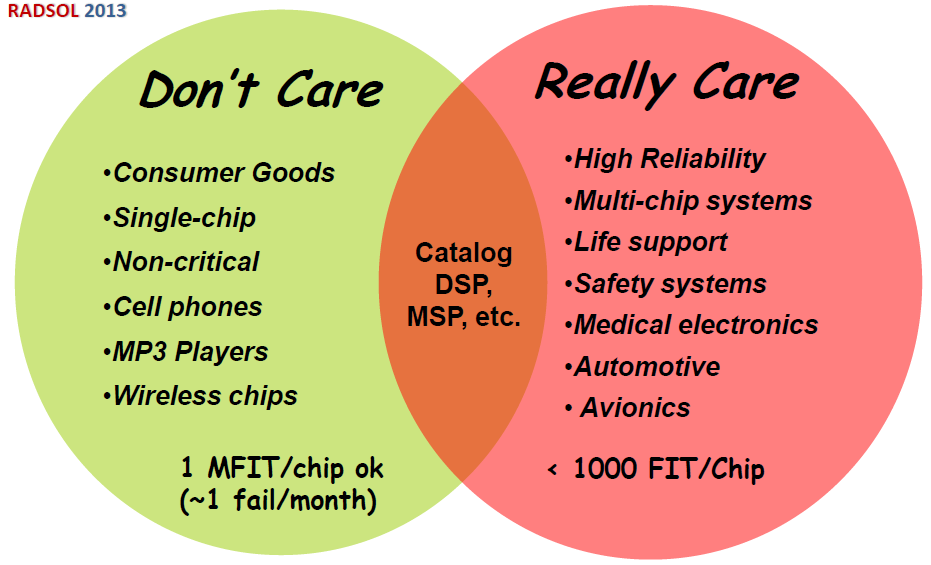 RADSOL 2013
Don't Care
•Consumer Goods
•Single-chip
•Non-critical
•Cell phones
•MP3 Players
•Wireless chips
1 MFIT/chip ok
(~1 fail/month)
Catalog
DSP,
MSP, etc.
Really Care
•High Reliability
•Multi-chip systems
•Life support
•Safety systems
•Medical electronics
•Automotive
• Avionics
< 1000 FIT/Chip